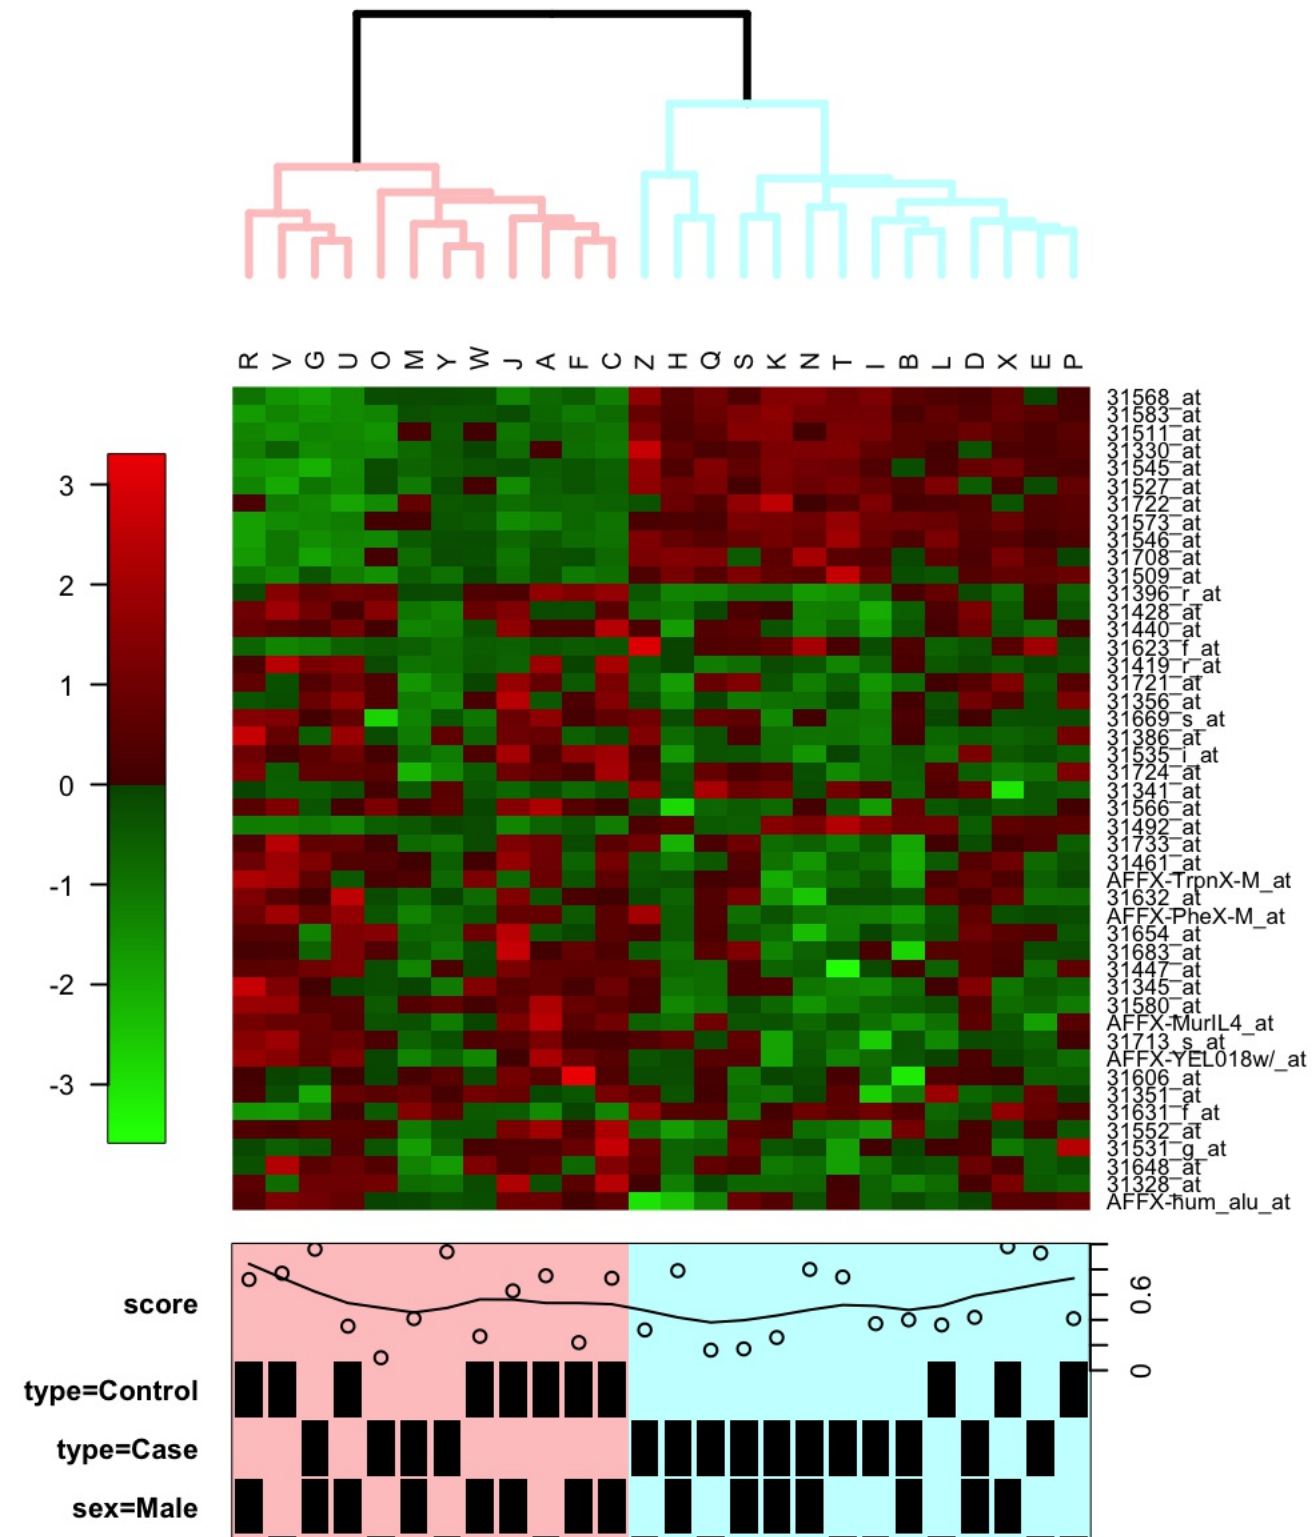 R V G U O M Y W J A F C Z H Q S K N T I B L D X E P
31568_at
31583_at
31511_at
31330_at
31545_at
31527_at
31722_at
31573_at
31546_at
31708_at
31509_at
31396_r_at
31428_at
31440_at
31623_f_at
31419_r_at
31721_at
31356_at
31669_s_at
31386_at
31535_i_at
31724_at
31341_at
31566_at
31492_at
31733_at
31461_at
AFFX-TrpnX-M_at
31632_at
AFFX-PheX-M_at
31654_at
31683_at
31447_at
31345_at
31580_at
AFFX-MurIL4_at
31713_s_at
AFFX-YEL018w/_at
31606_at
31351_at
31631_f_at
31552_at
31531_g_at
31648_at
31328_at
AFFX-hum_alu_at
3
2
1
0
-1
-2
-3
score
0.6
0
type=Control
type=Case
sex=Male